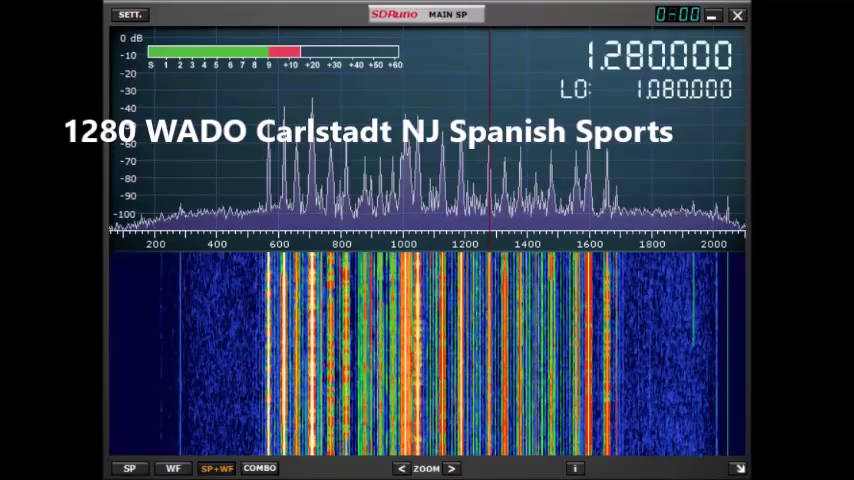 SETT.
SDRuno MAIN SP
0-00
0 dB
-10
-20
-30
-40
-60
-70
-80
-90
-100
S 1 2 3 4 5 6 7 8 9 +10 +20 +30 +40 +50 +60
1.280.000
LO: 1,080,000
1280 WADO Carlstadt NJ Spanish Sports
200 400 600 800 1000 1200 1400 1600 1800 2000
SP WF SP+WF COMBO < ZOOM > i